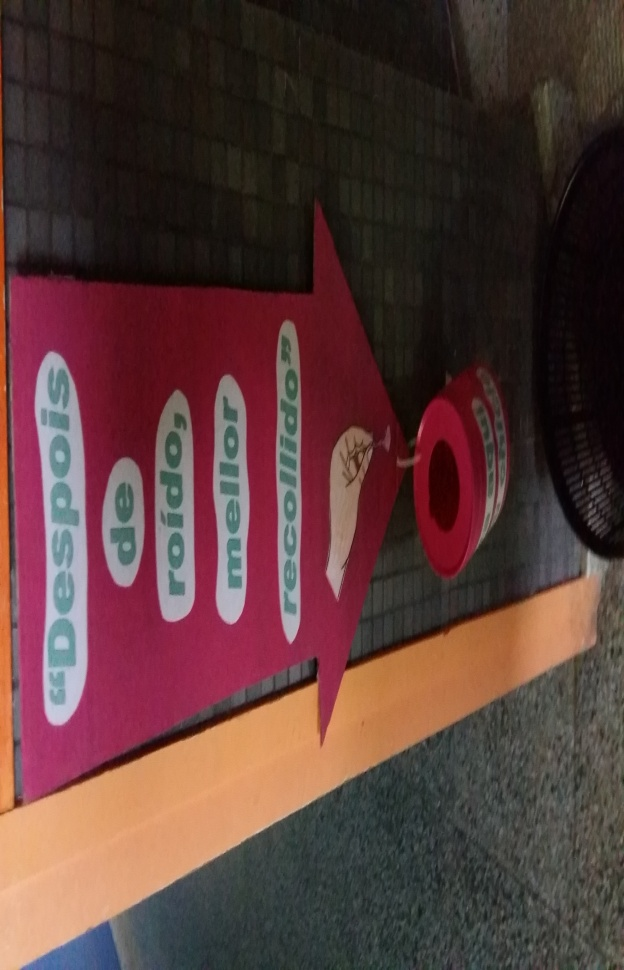 “Despois
de
roído,
mellor
recollido”